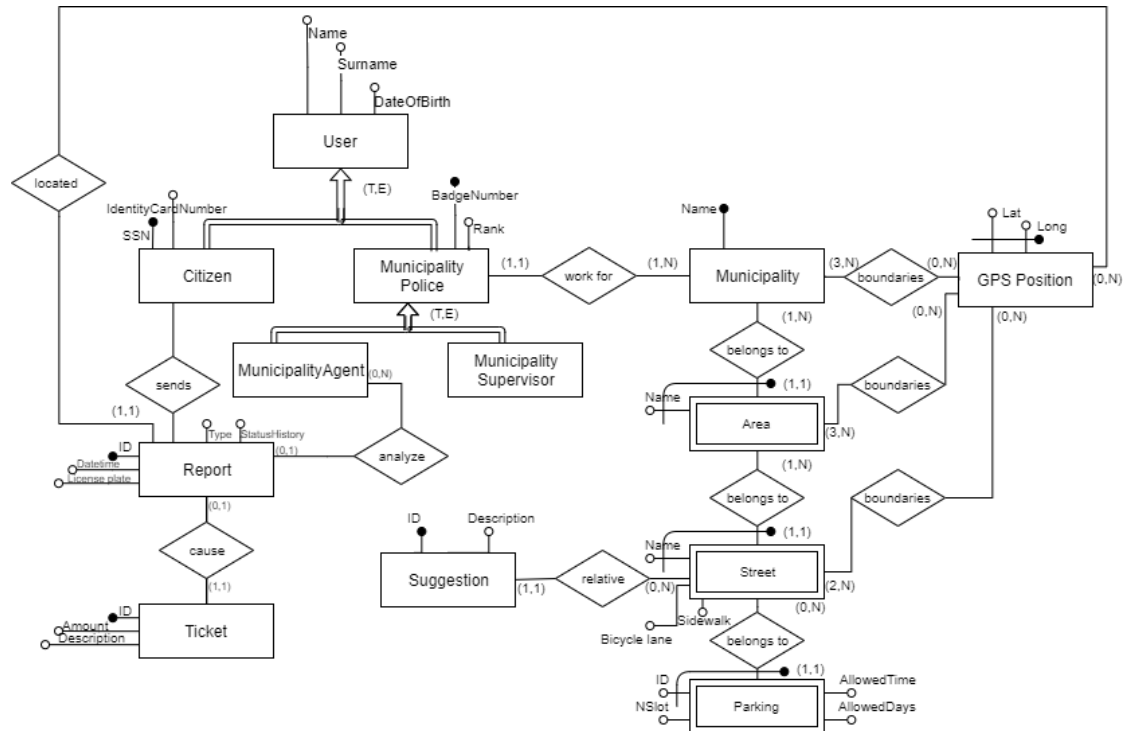 Name
Surname
DateOfBirth
User
located
(T,E)
BadgeNumber
IdentityCardNumber
SSN
Rank
Name
Lat
Long
Citizen
Municipality
Police
(1,1)
work for
(1,N)
Municipality
(3,N)
boundaries
(0,N)
GPS Position
(0,N)
(0,N)
(0,N)
(T,E)
(1,N)
MunicipalityAgent
(0,N)
Municipality
Supervisor
belongs to
boundaries
sends
(1,1)
Name
(1,1)
Area
(3,N)
ID
Type
StatusHistory
(0,1)
Datetime
License plate
Report
analyze
(1,N)
belongs to
boundaries
(0,1)
ID
Description
Name
(1,1)
cause
Suggestion
(1,1)
relative
(0,N)
Street
(2,N)
(0,N)
(1,1)
ID
Amount
Description
Ticket
Sidewalk
Bicycle lane
belongs to
(1,1)
ID
NSlot
Parking
AllowedTime
AllowedDays